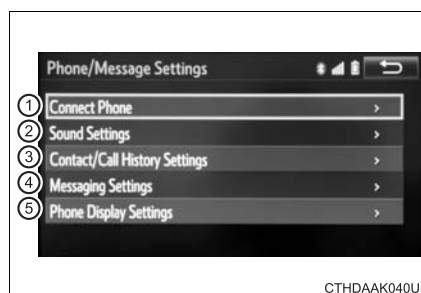 Phone/Message Settings
① Connect Phone >
② Sound Settings >
③ Contact/Call History Settings >
④ Messaging Settings >
⑤ Phone Display Settings >
CTHDAAK040U